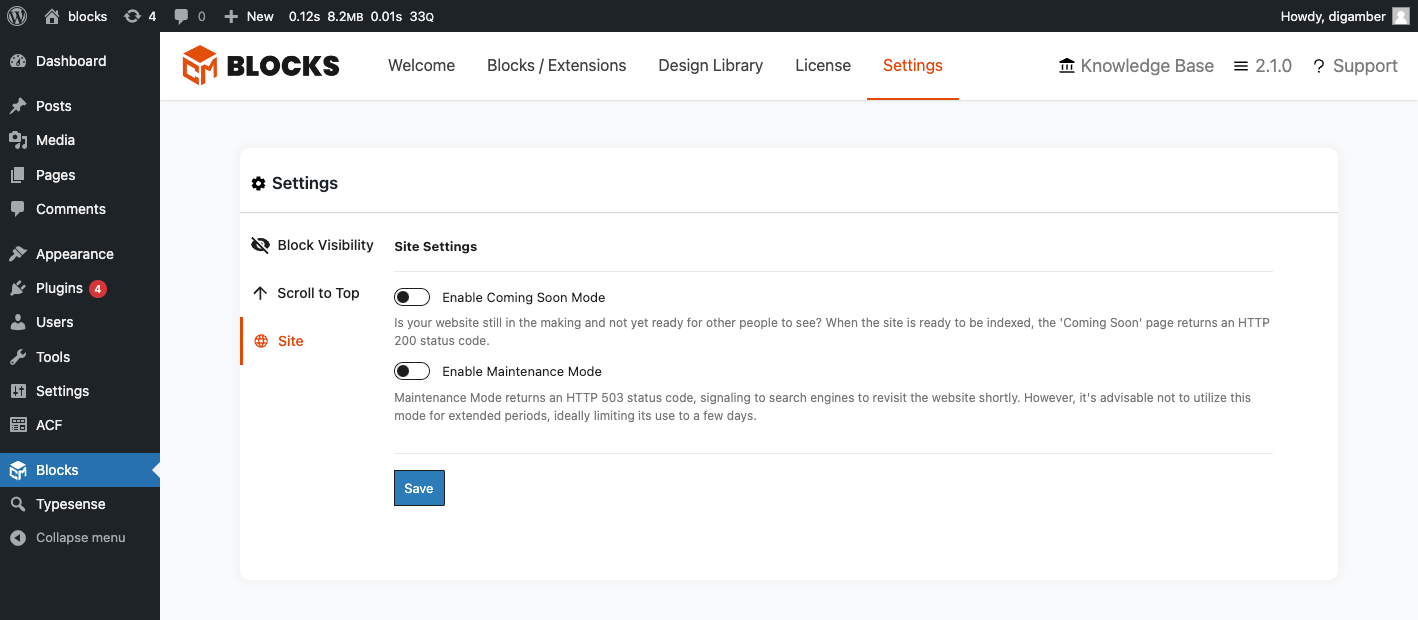 blocks 4 0 New 0.12s 8.2MB 0.01s 33Q Howdy, digamber
Dashboard
Posts
Media
Pages
Comments
Appearance
Plugins 4
Users
Tools
Settings
ACF
Blocks
Typesense
Collapse menu
BLOCKS Welcome Blocks / Extensions Design Library License Settings Knowledge Base 2.1.0 ? Support
Settings
Block Visibility
Scroll to Top
Site
Site Settings
Enable Coming Soon Mode
Is your website still in the making and not yet ready for other people to see? When the site is ready to be indexed, the 'Coming Soon' page returns an HTTP
200 status code.
Enable Maintenance Mode
Maintenance Mode returns an HTTP 503 status code, signaling to search engines to revisit the website shortly. However, it's advisable not to utilize this
mode for extended periods, ideally limiting its use to a few days.
Save